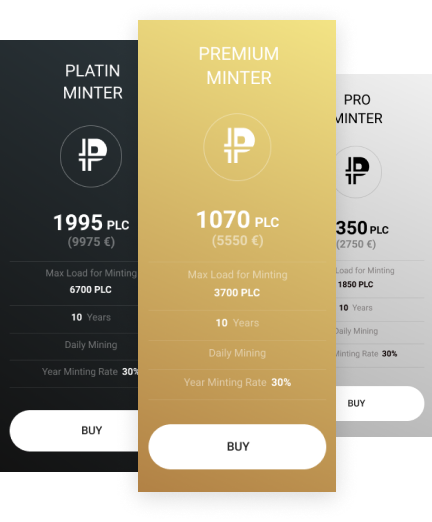 PLATIN
MINTER
1995 PLC
(9975 €)
Max Load for Minting
6700 PLC
10 Years
Daily Mining
Year Minting Rate 30%
BUY
PREMIUM
MINTER
1070 PLC
(5550 €)
Max Load for Minting
3700 PLC
10 Years
Daily Mining
Year Minting Rate 30%
BUY
PRO
MINTER
350 PLC
(2750 €)
Load for Minting
1850 PLC
10 Years
Daily Mining
Minting Rate 30%
BUY